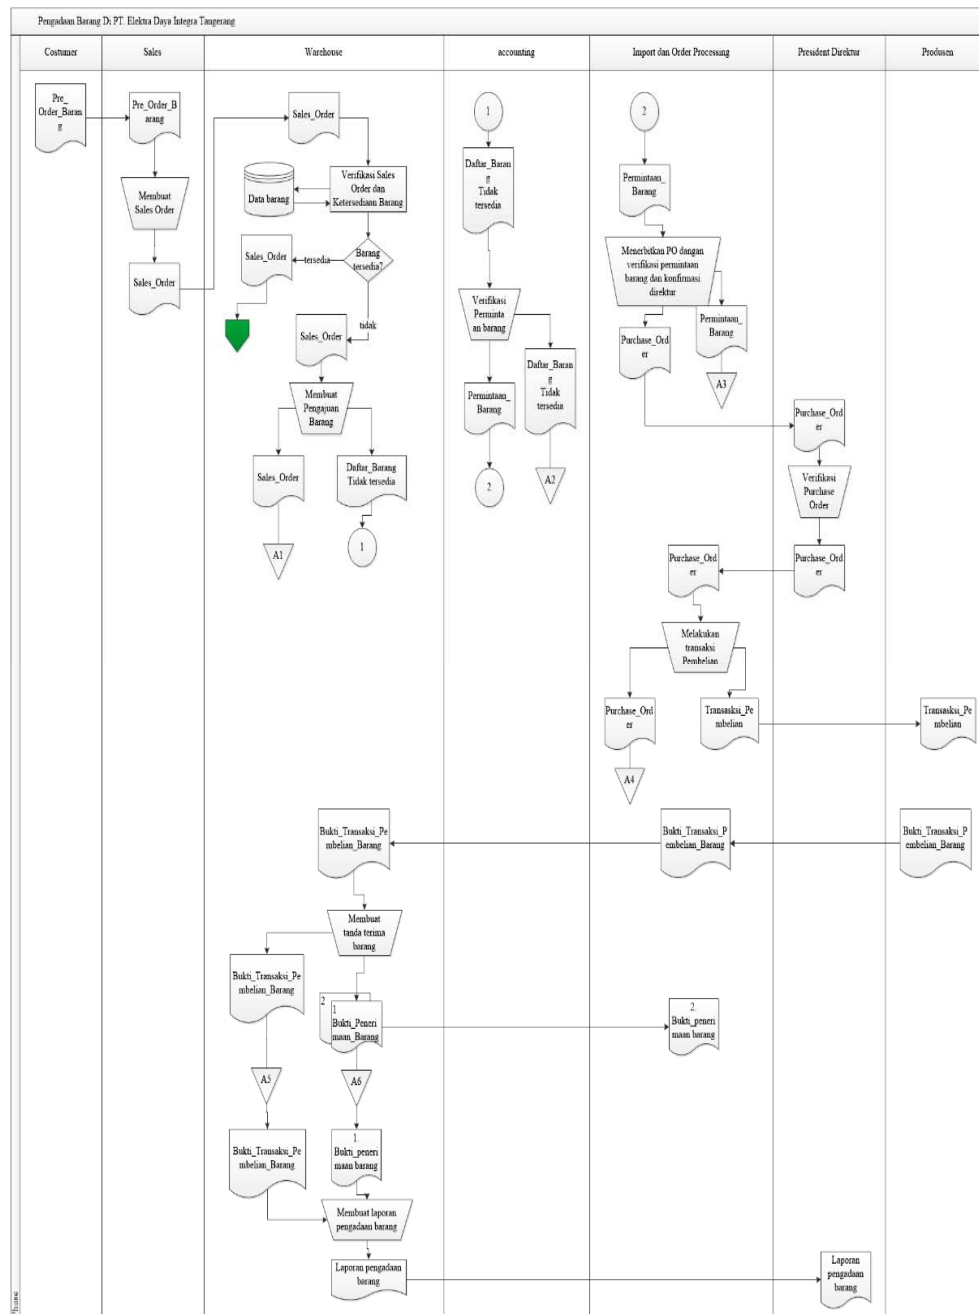 Pengadaan Barang Di PT. Elektra Daya Integra Tangerang
Costumer
Sales
Warehouse
accounting
Import dan Order Processing
President Direktur
Produsen
Pre_
Order_Baran
g
Pre_Order_B
arang
Membuat
Sales Order
Sales_Order
Sales_Order
Data barang
Verifikasi Sales
Order dan
Ketersediaan Barang
Barang
tersedia?
tersedia
Sales_Order
tidak
Sales_Order
Membuat
Pengajuan
Barang
Sales_Order
Daftar_Barang
Tidak tersedia
A1
1
1
Daftar_Baran
g
Tidak
tersedia
Verifikasi
Perminta
an barang
Permintaan_
Barang
Daftar_Baran
g
Tidak
tersedia
2
A2
2
Permintaan_
Barang
Menerbitkan PO dangan
verifikasi permintaan
barang dan konfirmasi
direktur
Purchase_Ord
er
Permintaan_
Barang
A3
Purchase_Ord
er
Verifikasi
Purchase
Order
Purchase_Ord
er
Purchase_Ord
er
Melakukan
transaksi
Pembelian
Purchase_Ord
er
Transasksi_Pe
mbelian
Transaksi_Pe
mbelian
A4
Bukti_Transaksi_Pe
mbelian_Barang
Bukti_Transaksi_P
embelian_Barang
Bukti_Transaksi_P
embelian_Barang
Membuat
tanda terima
barang
Bukti_Transaksi_Pe
mbelian_Barang
2
1
Bukti_Peneri
maan_Barang
2.
Bukti_peneri
maan barang
A5
A6
Bukti_Transaksi_Pe
mbelian_Barang
1
Bukti_peneri
maan barang
Membuat laporan
pengadaan barang
Laporan pengadaan
barang
Laporan
pengadaan
barang
Phase